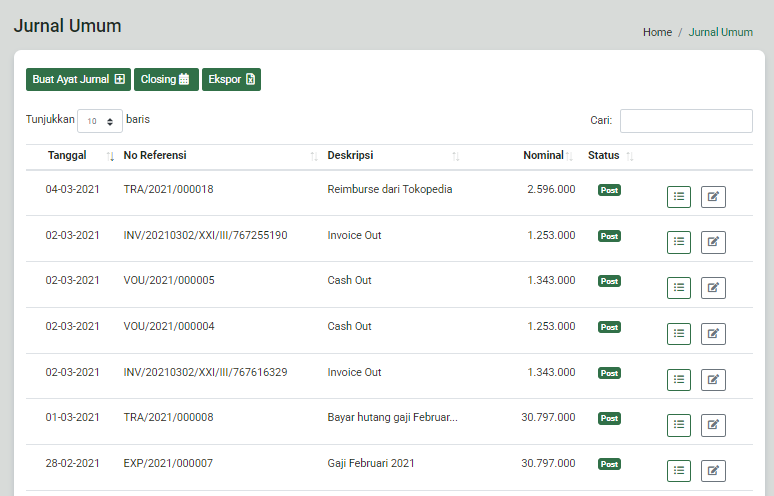 Jurnal Umum
Home / Jurnal Umum
Buat Ayat Jurnal Closing Ekspor
Tunjukkan 10 baris Cari:
Tanggal No Referensi Deskripsi Nominal Status
04-03-2021 TRA/2021/000018 Reimburse dari Tokopedia 2.596.000 Post
02-03-2021 INV/20210302/XXI/III/767255190 Invoice Out 1.253.000 Post
02-03-2021 VOU/2021/000005 Cash Out 1.343.000 Post
02-03-2021 VOU/2021/000004 Cash Out 1.253.000 Post
02-03-2021 INV/20210302/XXI/III/767616329 Invoice Out 1.343.000 Post
01-03-2021 TRA/2021/000008 Bayar hutang gaji Februar... 30.797.000 Post
28-02-2021 EXP/2021/000007 Gaji Februari 2021 30.797.000 Post